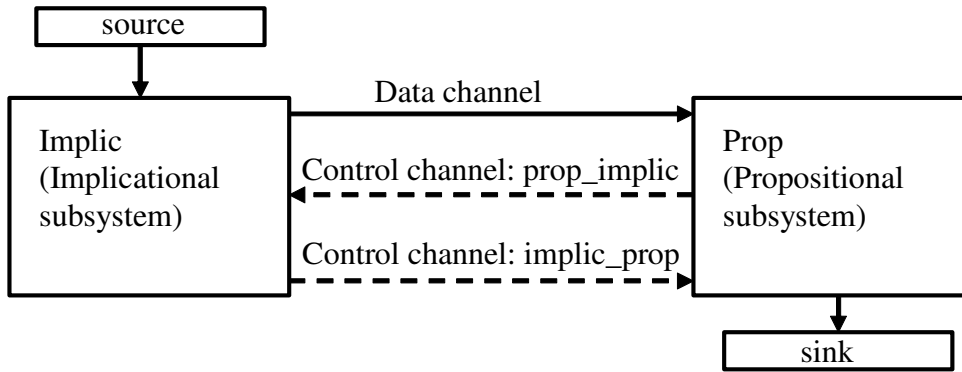 source
Data channel
Implic
(Implicational
subsystem)
Control channel: prop_implic
Control channel: implic_prop
Prop
(Propositional
subsystem)
sink